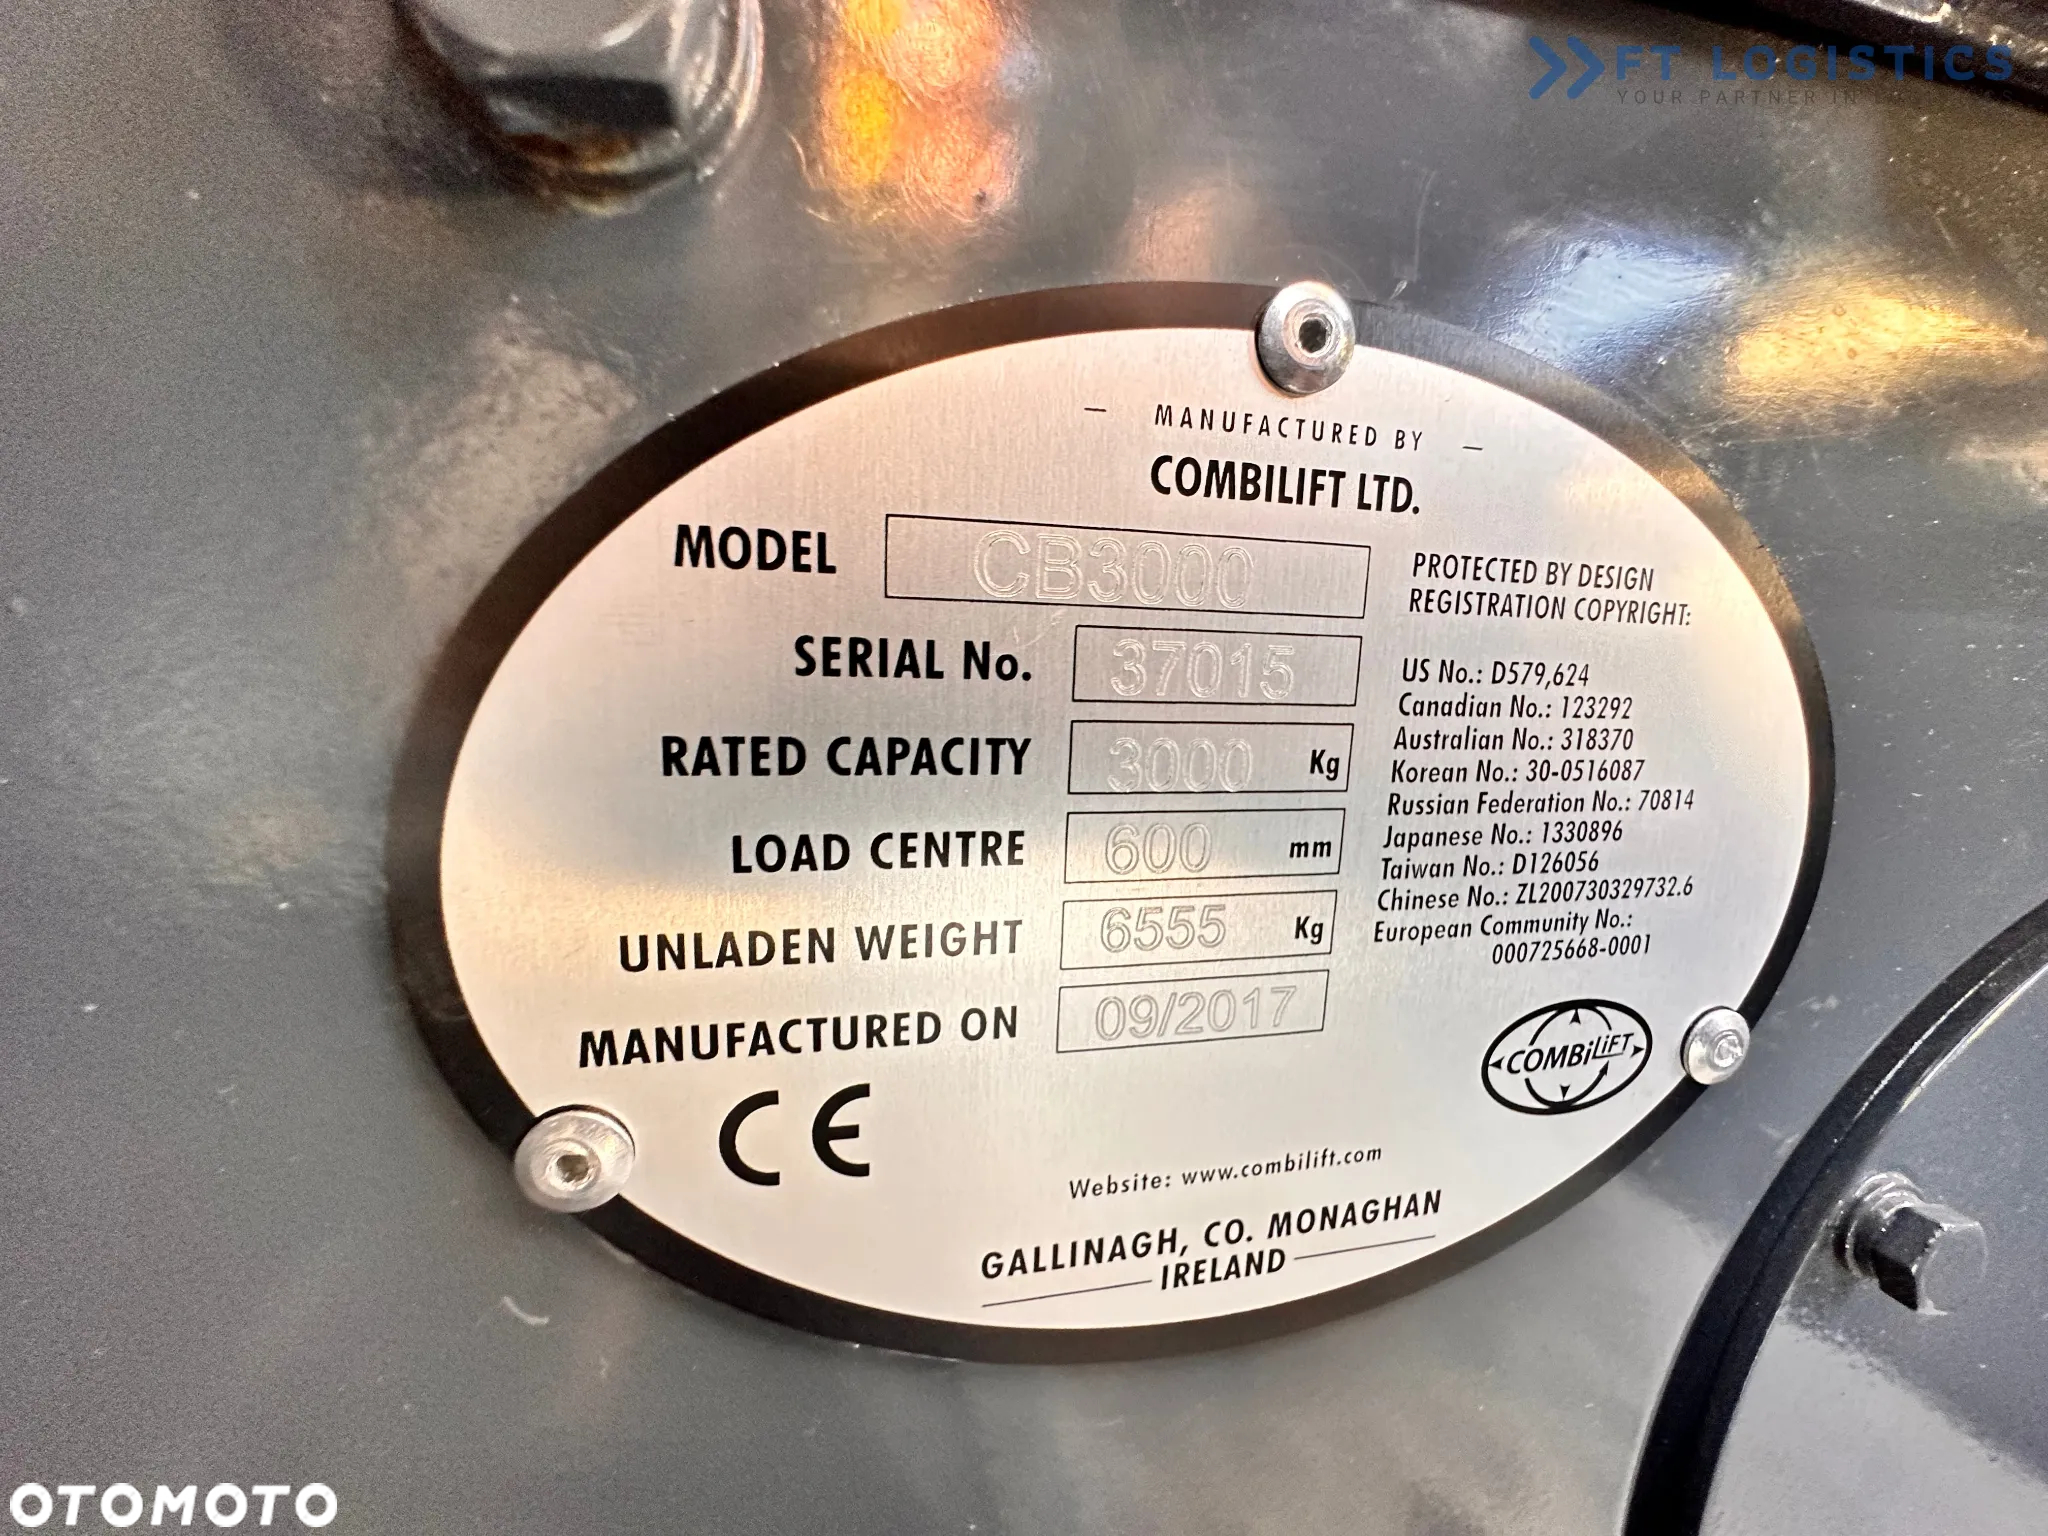 FT LOGISTICS
YOUR PARTNER IN LOGISTICS
MANUFACTURED BY
COMBILIFT LTD.
MODEL CB3000
SERIAL No. 37015
RATED CAPACITY 3000 Kg
LOAD CENTRE 600 mm
UNLADEN WEIGHT 6555 Kg
MANUFACTURED ON 09/2017
PROTECTED BY DESIGN
REGISTRATION COPYRIGHT:
US No.: D579,624
Canadian No.: 123292
Australian No.: 318370
Korean No.: 30-0516087
Russian Federation No.: 70814
Japanese No.: 1330896
Taiwan No.: D126056
Chinese No.: ZL200730329732.6
European Community No.:
000725668-0001
COMBiLiFT
CE
Website: www.combilift.com
GALLINAGH, CO. MONAGHAN
IRELAND
OTOMOTO